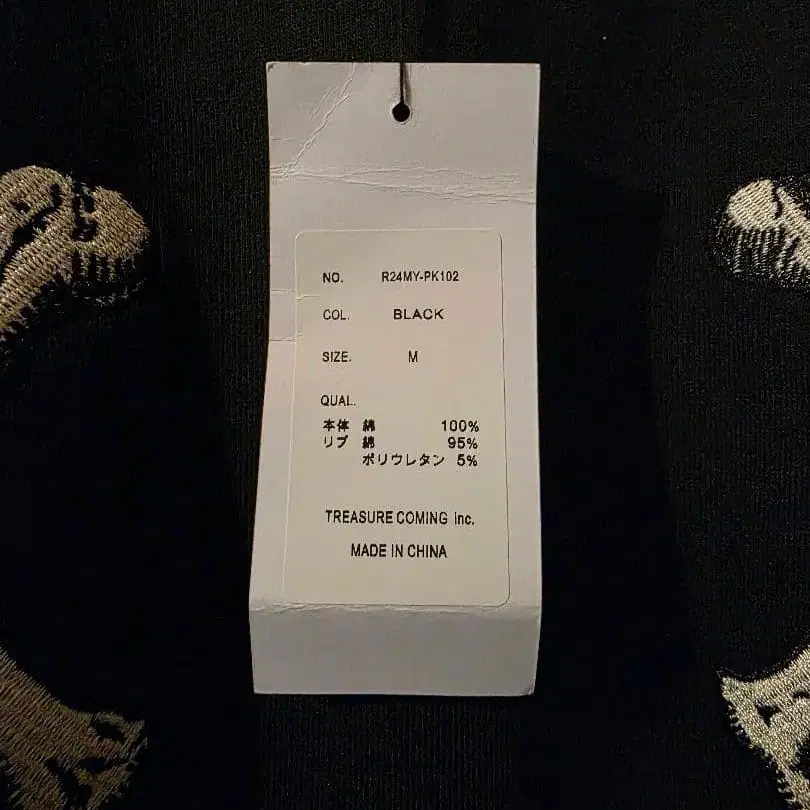 NO. R24MY-PK102
COL. BLACK
SIZE. M
QUAL.
本体 綿 100%
リブ 綿 95%
ポリウレタン 5%
TREASURE COMING inc.
MADE IN CHINA